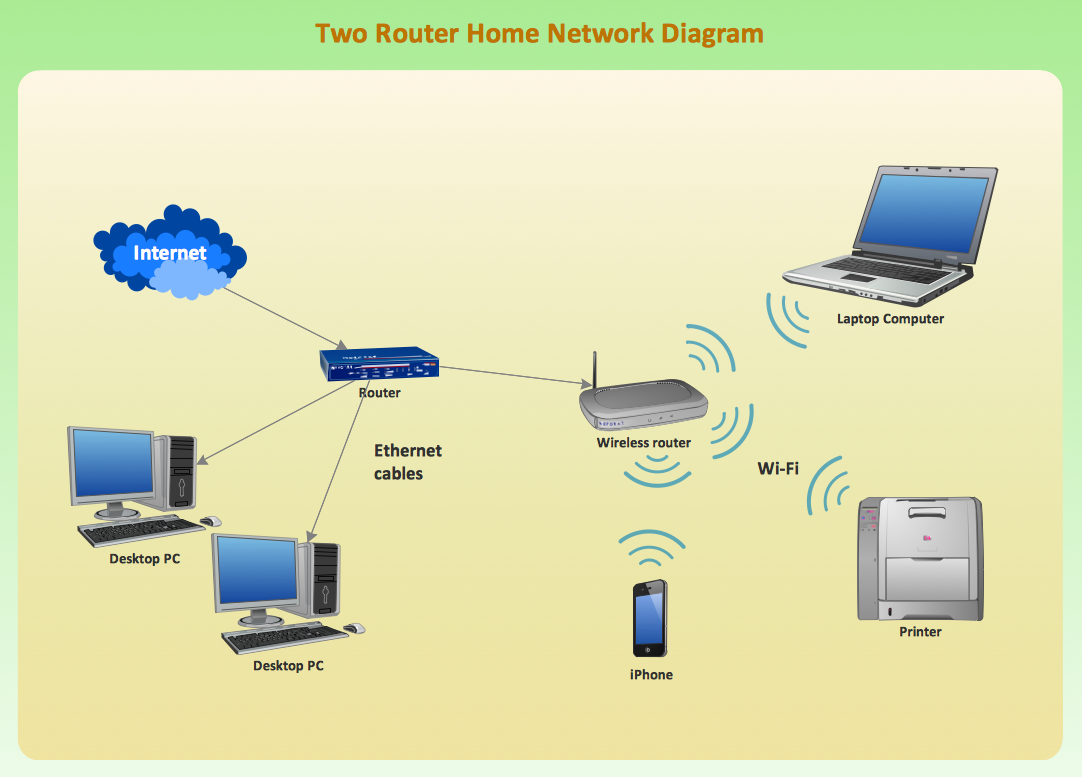 Two Router Home Network Diagram
Internet
Laptop Computer
Router
Wireless router
Ethernet
cables
Wi-Fi
Desktop PC
Desktop PC
Printer
iPhone